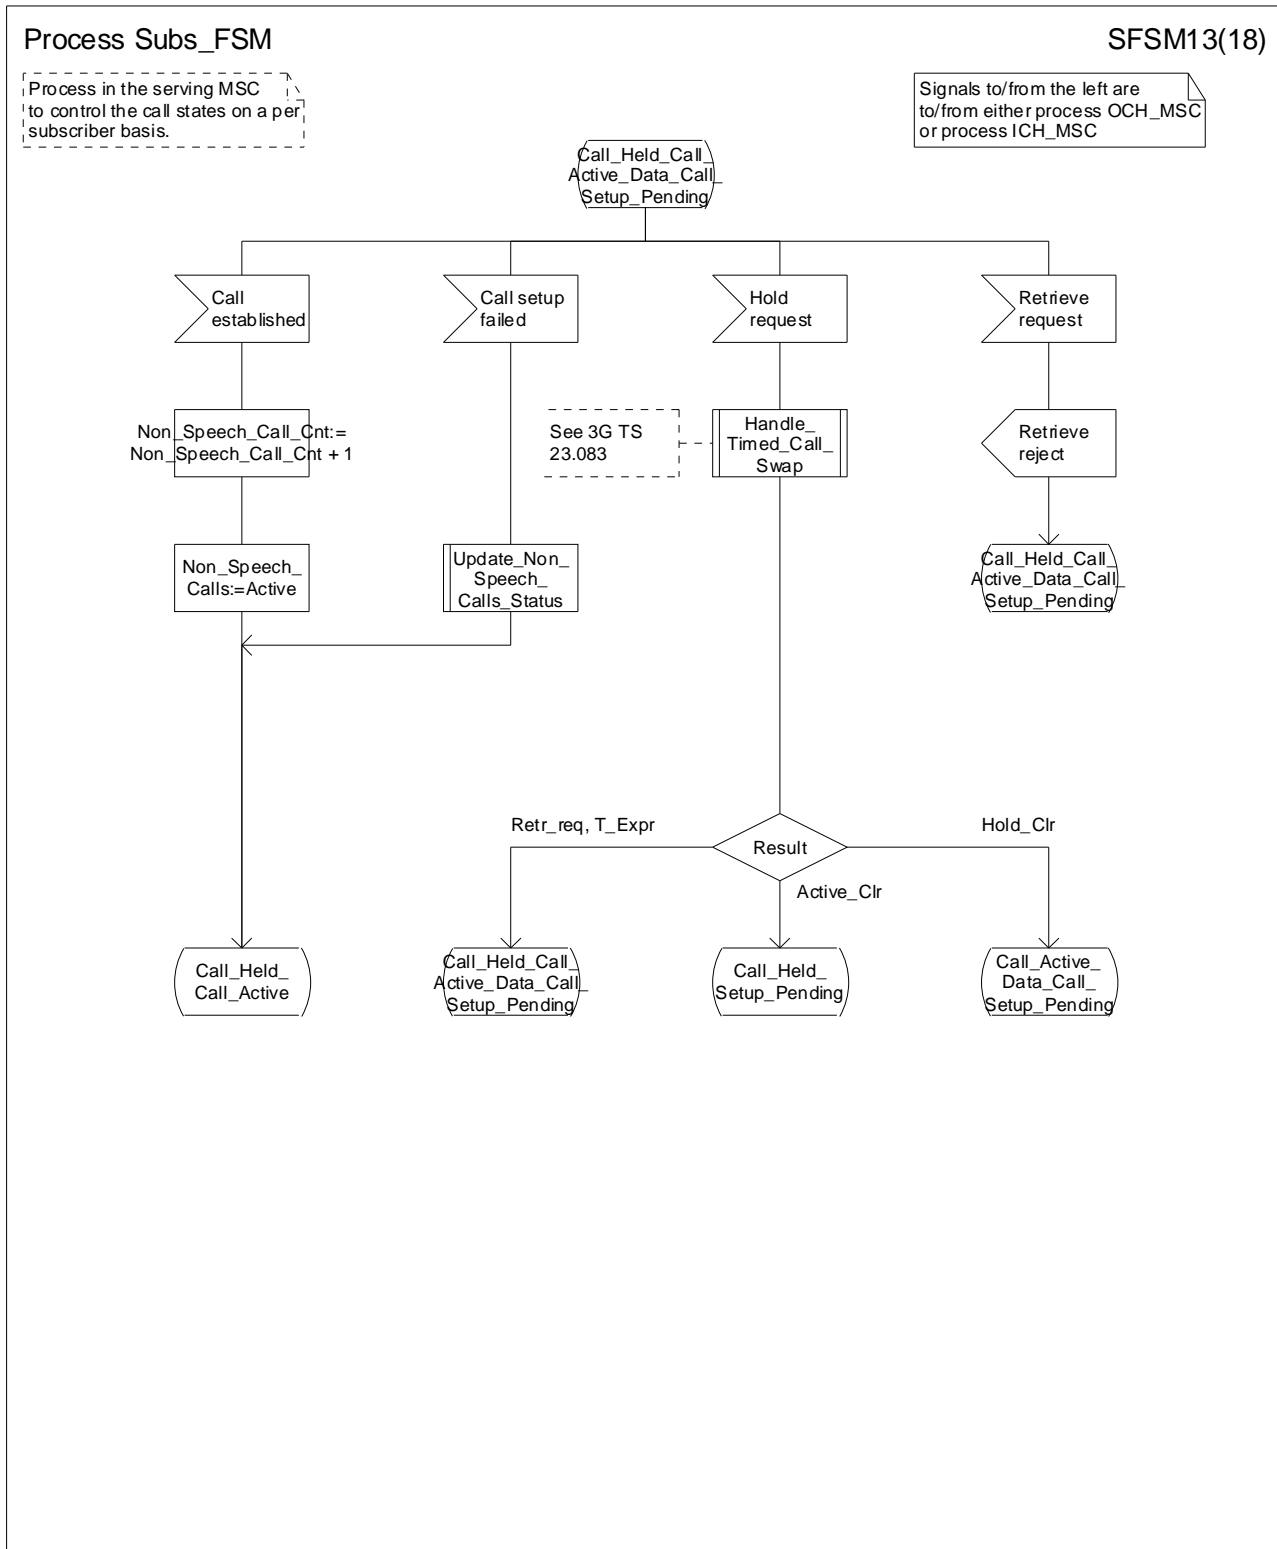 Process Subs_FSM
SFSM13(18)
Process in the serving MSC
to control the call states on a per
subscriber basis.
Signals to/from the left are
to/from either process OCH_MSC
or process ICH_MSC
Call_Held_Call_
Active_Data_Call_
Setup_Pending
Call
established
Call setup
failed
Hold
request
Retrieve
request
Non_Speech_Call_Cnt:=
Non_Speech_Call_Cnt + 1
See 3G TS
23.083
Handle_
Timed_Call_
Swap
Retrieve
reject
Non_Speech_
Calls:=Active
Update_Non_
Speech_
Calls_Status
Call_Held_Call_
Active_Data_Call_
Setup_Pending
Retr_req, T_Expr
Result
Hold_Clr
Active_Clr
Call_Held_
Call_Active
Call_Held_Call_
Active_Data_Call_
Setup_Pending
Call_Held_
Setup_Pending
Call_Active_
Data_Call_
Setup_Pending